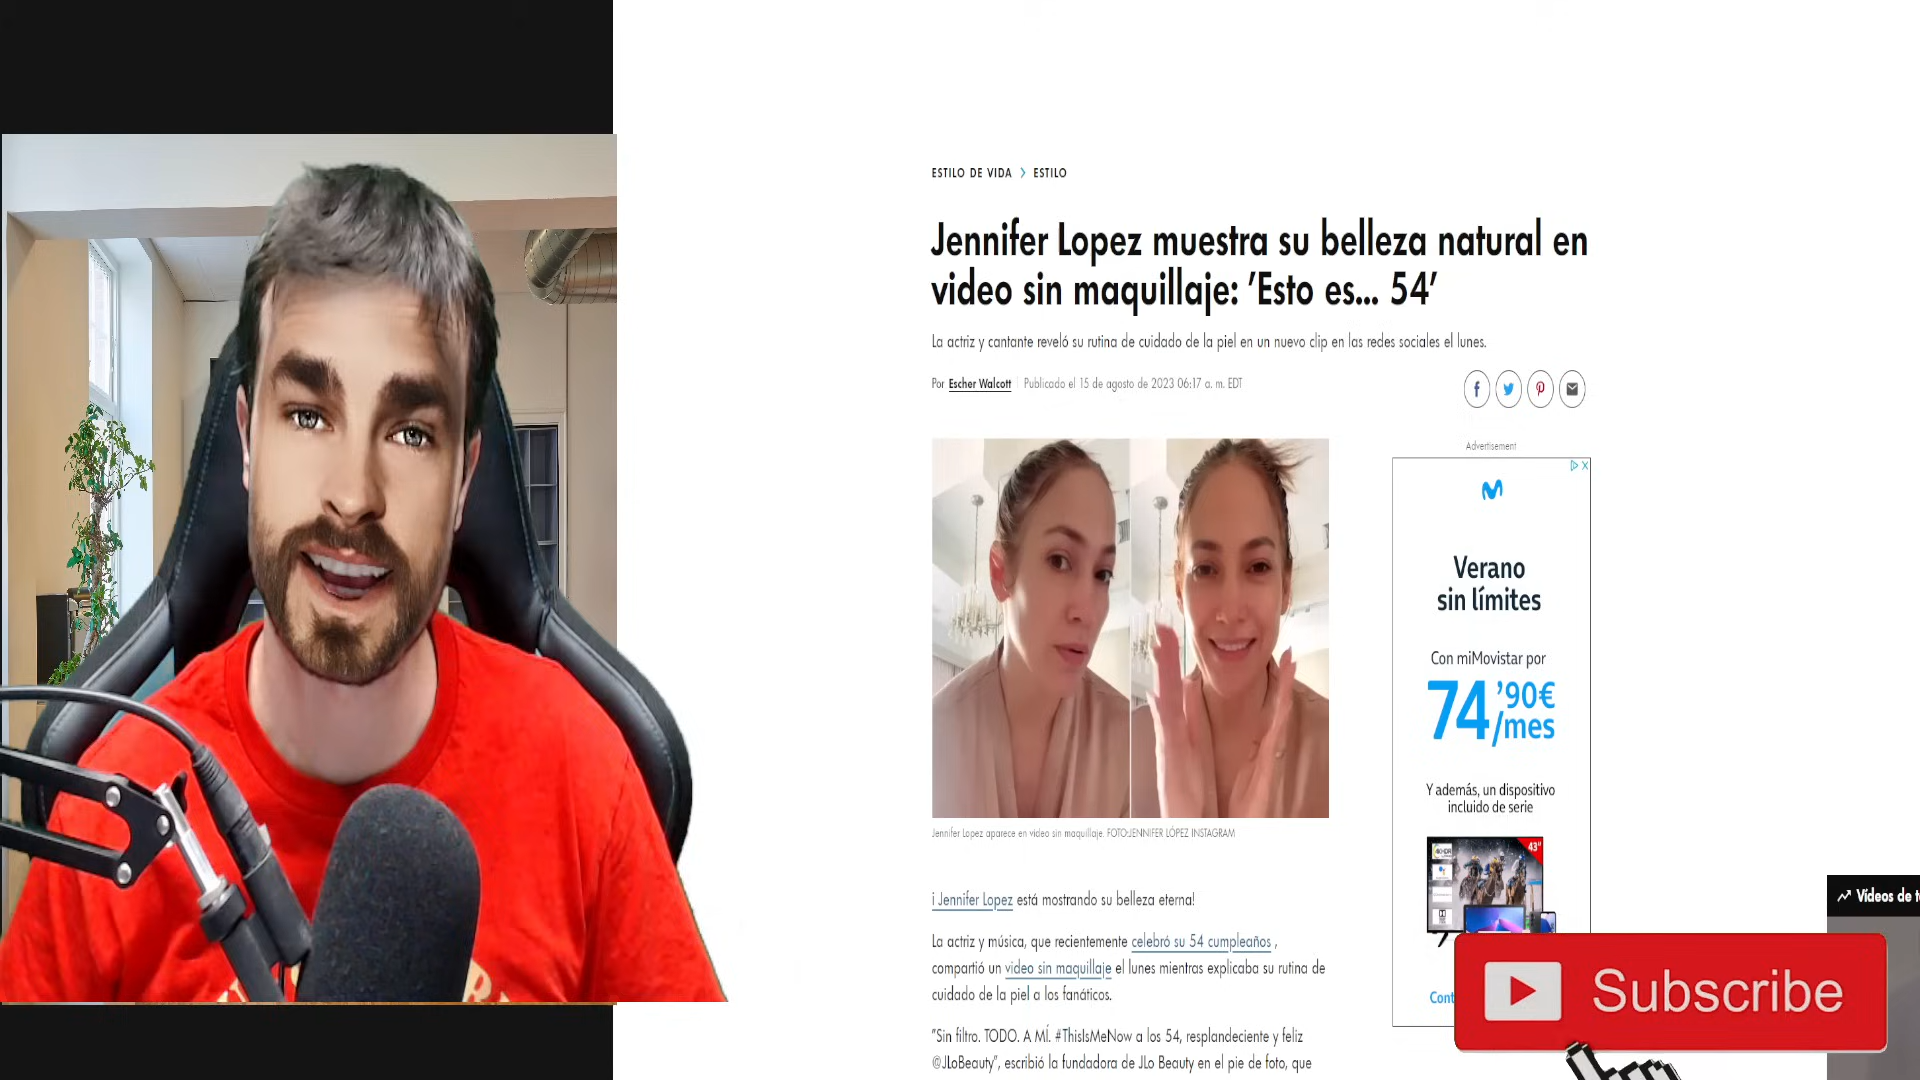 ESTILO DE VIDA > ESTILO
Jennifer Lopez muestra su belleza natural en
video sin maquillaje: 'Esto es... 54'
La actriz y cantante reveló su rutina de cuidado de la piel en un nuevo clip en las redes sociales el lunes.
Por Escher Walcott | Publicado el 15 de agosto de 2023 06:17 a. m. EDT
Advertisement
Verano
sin límites
Con miMovistar por
74'90€
/mes
Y además, un dispositivo
incluido de serie
43"
Cont
Jennifer Lopez aparece en video sin maquillaje. FOTO:JENNIFER LÓPEZ INSTAGRAM
¡ Jennifer Lopez está mostrando su belleza eterna!
La actriz y música, que recientemente celebró su 54 cumpleaños ,
compartió un video sin maquillaje el lunes mientras explicaba su rutina de
cuidado de la piel a los fanáticos.
"Sin filtro. TODO. A MÍ. #ThisIsMeNow a los 54, resplandeciente y feliz
@JLoBeauty", escribió la fundadora de JLo Beauty en el pie de foto, que
Vídeos de t
Subscribe